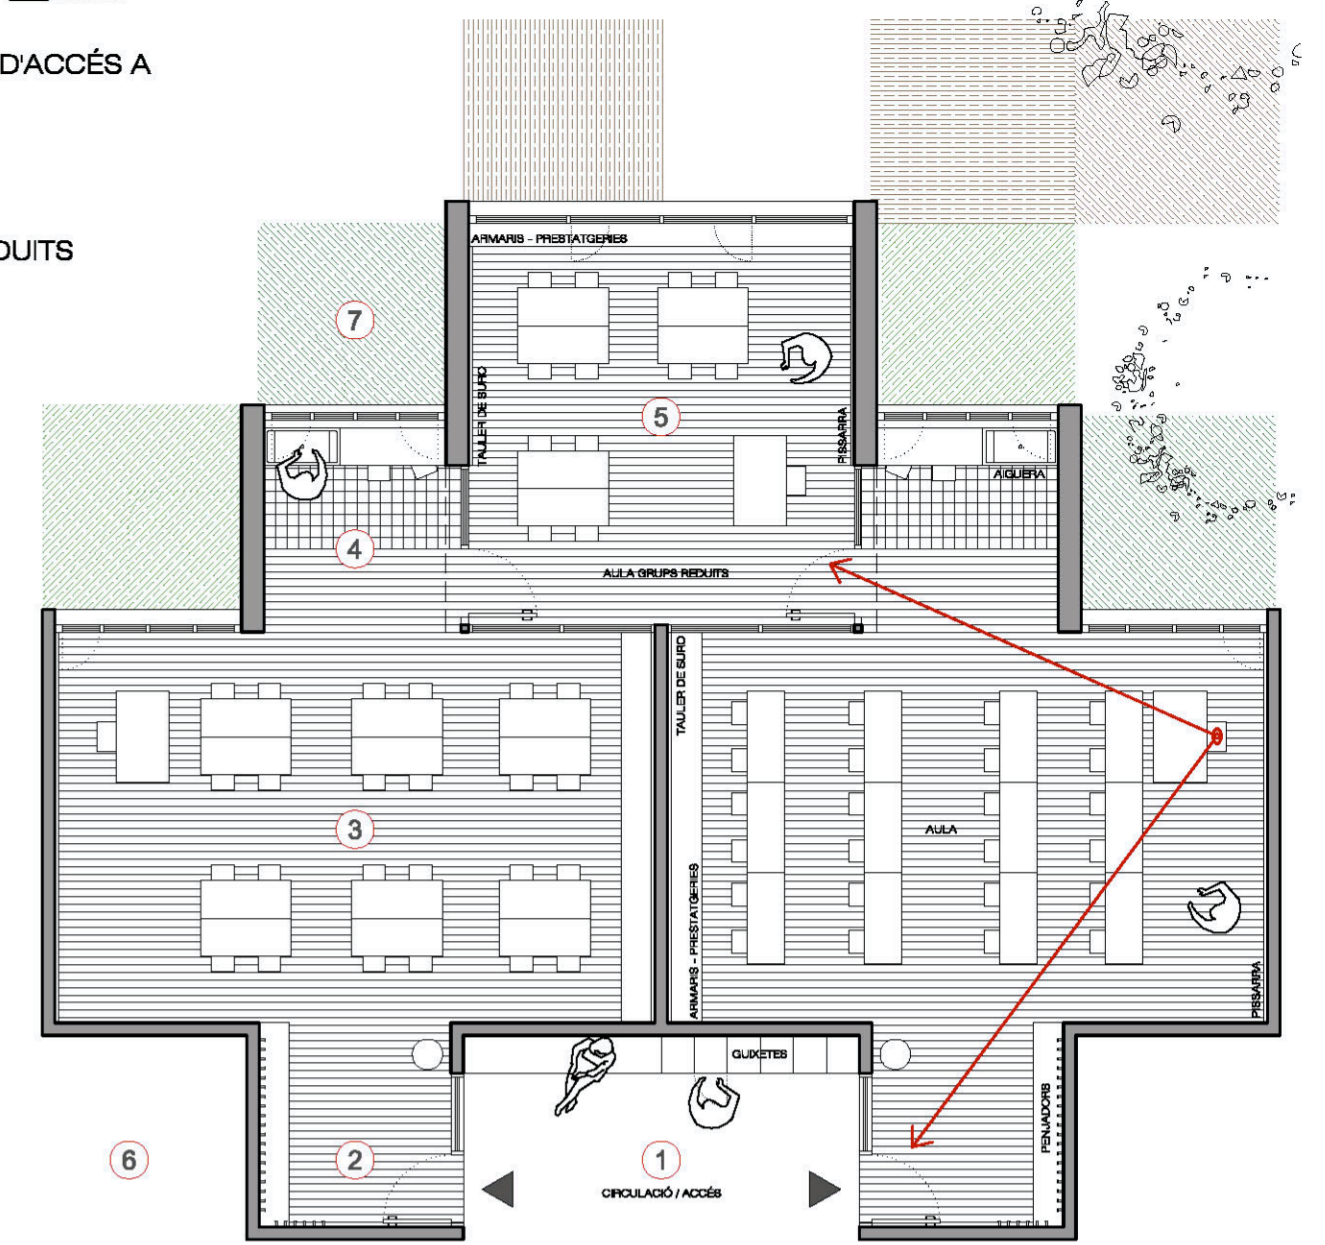 D'ACCÉS A
DUITS
ARMARIS - PRESTATGERIES
7
TAULER DE SURO
5
PISSARRA
AIGUERA
4
AULA GRUPS REDUITS
TAULER DE SURO
3
AULA
ARMARIS - PRESTATGERIES
PISSARRA
GUIXETES
PENJADORS
6
2
1
CIRCULACIÓ / ACCÉS